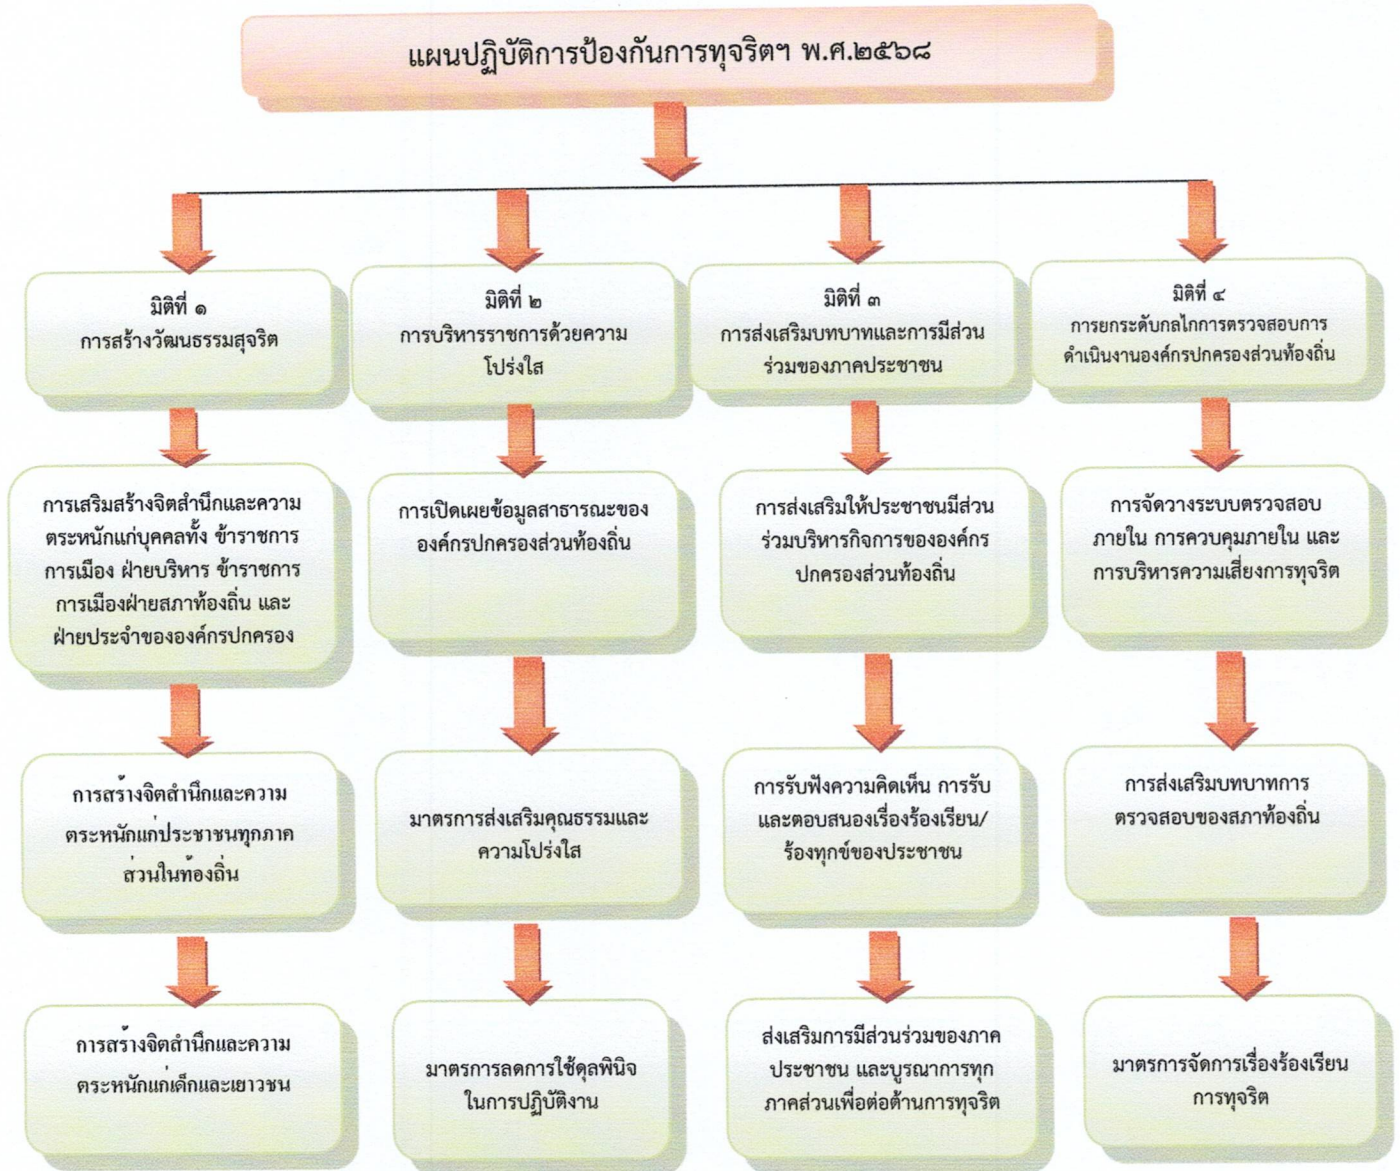 แผนปฏิบัติการป้องกันการทุจริตฯ พ.ศ.๒๕๖๘
มิติที่ ๑
การสร้างวัฒนธรรมสุจริต
การเสริมสร้างจิตสำนึกและความ
ตระหนักแก่บุคคลทั้ง ข้าราชการ
การเมือง ฝ่ายบริหาร ข้าราชการ
การเมืองฝ่ายสภาท้องถิ่น และ
ฝ่ายประจำขององค์กรปกครอง
การสร้างจิตสำนึกและความ
ตระหนักแก่ประชาชนทุกภาค
ส่วนในท้องถิ่น
การสร้างจิตสำนึกและความ
ตระหนักแก่เด็กและเยาวชน
มิติที่ ๒
การบริหารราชการด้วยความ
โปร่งใส
การเปิดเผยข้อมูลสาธารณะของ
องค์กรปกครองส่วนท้องถิ่น
มาตรการส่งเสริมคุณธรรมและ
ความโปร่งใส
มาตรการลดการใช้ดุลพินิจ
ในการปฏิบัติงาน
มิติที่ ๓
การส่งเสริมบทบาทและการมีส่วน
ร่วมของภาคประชาชน
การส่งเสริมให้ประชาชนมีส่วน
ร่วมบริหารกิจการขององค์กร
ปกครองส่วนท้องถิ่น
การรับฟังความคิดเห็น การรับ
และตอบสนองเรื่องร้องเรียน/
ร้องทุกข์ของประชาชน
ส่งเสริมการมีส่วนร่วมของภาค
ประชาชน และบูรณาการทุก
ภาคส่วนเพื่อต่อต้านการทุจริต
มิติที่ ๔
การยกระดับกลไกการตรวจสอบการ
ดำเนินงานองค์กรปกครองส่วนท้องถิ่น
การจัดวางระบบตรวจสอบ
ภายใน การควบคุมภายใน และ
การบริหารความเสี่ยงการทุจริต
การส่งเสริมบทบาทการ
ตรวจสอบของสภาท้องถิ่น
มาตรการจัดการเรื่องร้องเรียน
การทุจริต